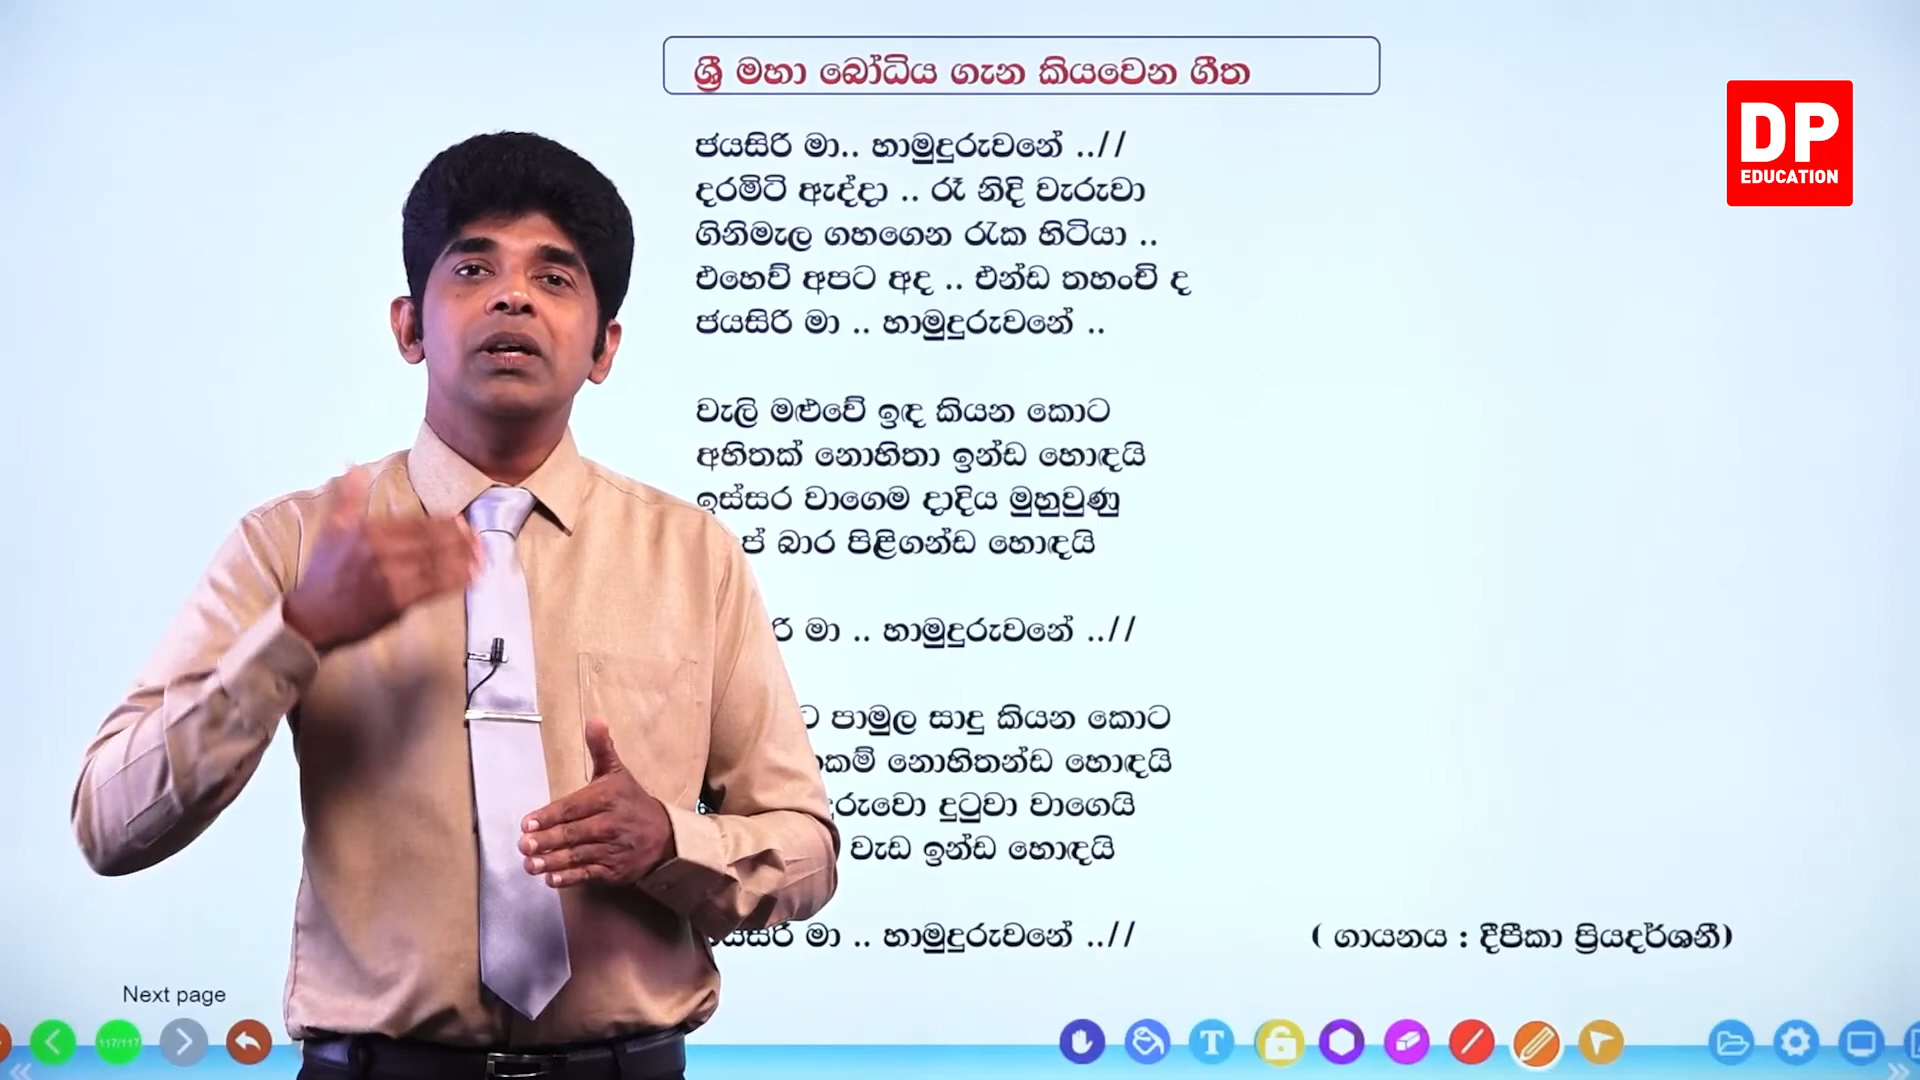 ශ්‍රී මහා බෝධිය ගැන කියවෙන ගීත
DP
EDUCATION
ජයසිරි මා.. හාමුදුරුවනේ ..//
දරමිටි ඇද්දා .. රෑ නිදි වැරුවා
ගිනිමැල ගහගෙන රැක හිටියා ..
එහෙව් අපට අද .. එන්ඩ තහංචි ද
ජයසිරි මා .. හාමුදුරුවනේ ..
වැලි මළුවේ ඉඳ කියන කොට
අහිතක් නොහිතා ඉන්ඩ හොඳයි
ඉස්සර වාගෙම දාදිය මුහුවුණු
බාර පිළිගන්ඩ හොඳයි
මා .. හාමුදුරුවනේ ..//
පාමුල සාදු කියන කොට
නොහිතන්ඩ හොඳයි
දුටුවා වාගෙයි
වැඩ ඉන්ඩ හොඳයි
මා .. හාමුදුරුවනේ ..//
( ගායනය : දීපිකා ප්‍රියදර්ශනී)
Next page
117/117